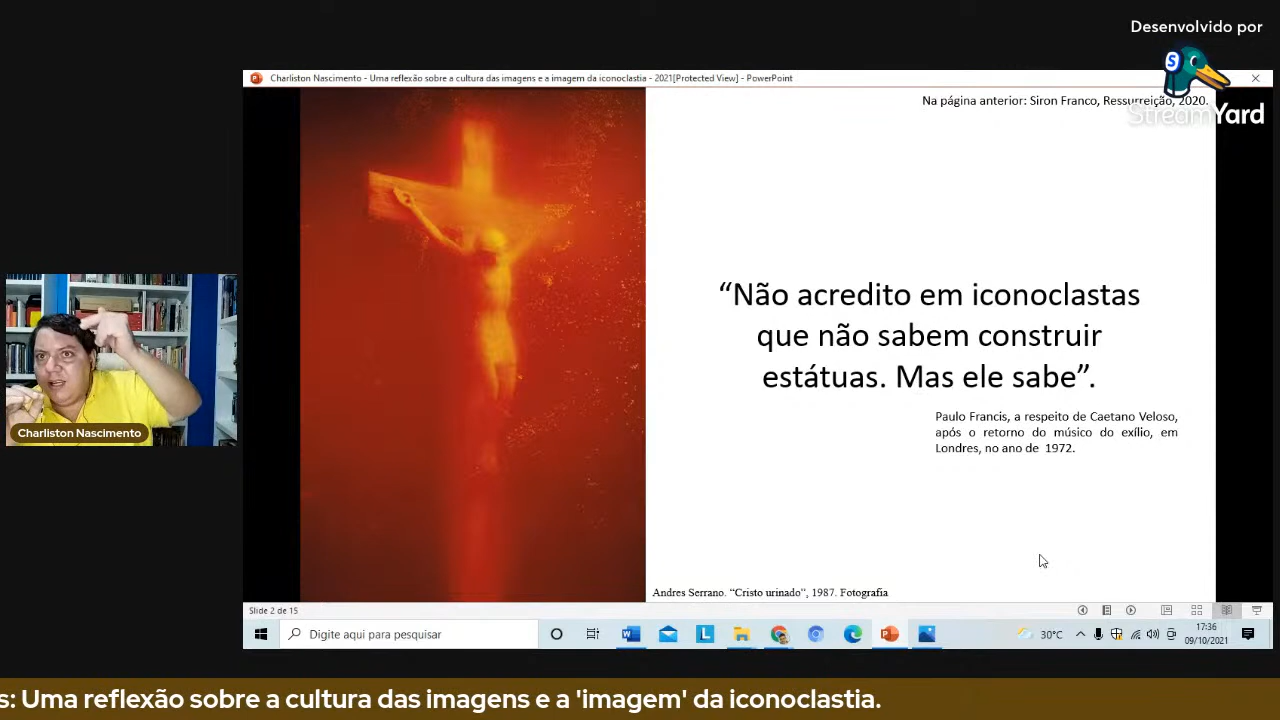 Desenvolvido por
S
StreamYard
Charliston Nascimento - Uma reflexão sobre a cultura das imagens e a imagem da iconoclastia - 2021[Protected View] - PowerPoint
Na página anterior: Siron Franco, Ressurreição, 2020.
“Não acredito em iconoclastas
que não sabem construir
estátuas. Mas ele sabe”.
Paulo Francis, a respeito de Caetano Veloso,
após o retorno do músico do exílio, em
Londres, no ano de 1972.
Charliston Nascimento
Andres Serrano. “Cristo urinado”, 1987. Fotografia
Slide 2 de 15
Digite aqui para pesquisar
30°C
17:36
09/10/2021
s: Uma reflexão sobre a cultura das imagens e a 'imagem' da iconoclastia.